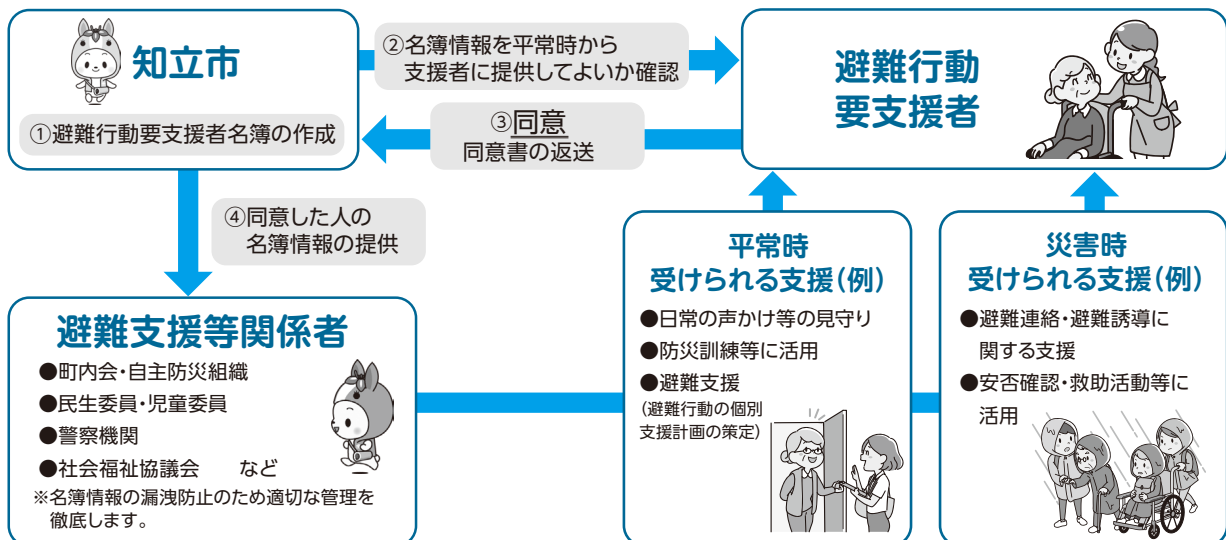 知立市
①避難行動要支援者名簿の作成
②名簿情報を平常時から
支援者に提供してよいか確認
③同意
同意書の返送
避難行動
要支援者
④同意した人の
名簿情報の提供
避難支援等関係者
●町内会・自主防災組織
●民生委員・児童委員
●警察機関
●社会福祉協議会　など
※名簿情報の漏洩防止のため適切な管理を
徹底します。
平常時
受けられる支援(例)
●日常の声かけ等の見守り
●防災訓練等に活用
●避難支援
(避難行動の個別
支援計画の策定)
災害時
受けられる支援(例)
●避難連絡・避難誘導に
関する支援
●安否確認・救助活動等に
活用